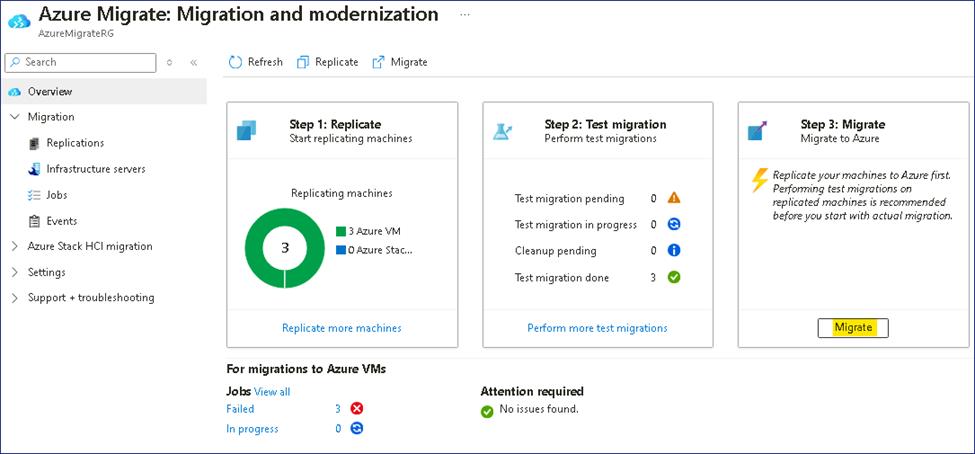 Azure Migrate: Migration and modernization ...
AzureMigrateRG
Search
Refresh
Replicate
Migrate
Overview
Migration
Replications
Infrastructure servers
Jobs
Events
Azure Stack HCI migration
Settings
Support + troubleshooting
Step 1: Replicate
Start replicating machines
Replicating machines
3
3 Azure VM
0 Azure Stac...
Replicate more machines
Step 2: Test migration
Perform test migrations
Test migration pending 0
Test migration in progress 0
Cleanup pending 0
Test migration done 3
Perform more test migrations
Step 3: Migrate
Migrate to Azure
Replicate your machines to Azure first.
Performing test migrations on
replicated machines is recommended
before you start with actual migration.
Migrate
For migrations to Azure VMs
Jobs View all
Failed 3
In progress 0
Attention required
No issues found.